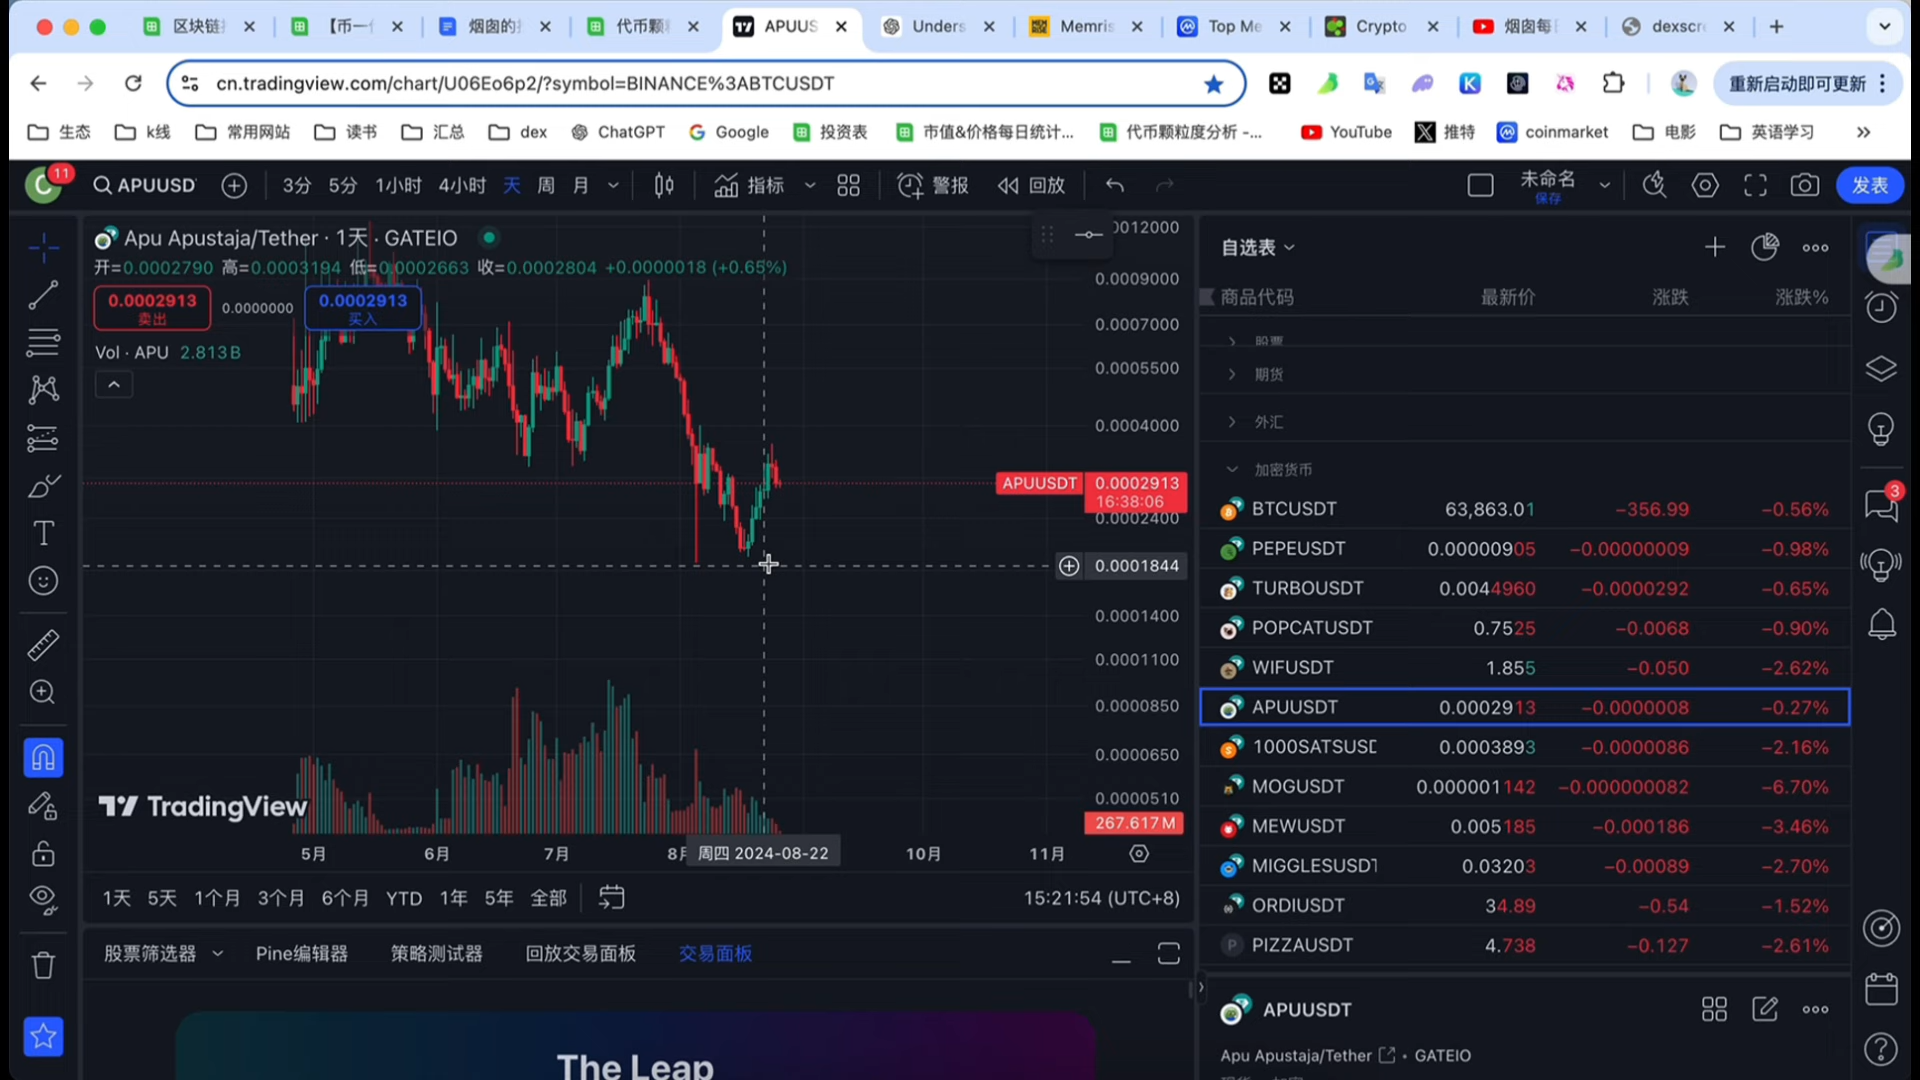 区块链
【币一
烟囱的
代币颗
APUUS
Unders
Memris
Top Me
Crypto
烟囱每
dexscr
cn.tradingview.com/chart/U06Eo6p2/?symbol=BINANCE%3ABTCUSDT
重新启动即可更新
生态
k线
常用网站
读书
汇总
dex
ChatGPT
Google
投资表
市值&价格每日统计...
代币颗粒度分析 -...
YouTube
推特
coinmarket
电影
英语学习
C
11
APUUSD
3分
5分
1小时
4小时
天
周
月
指标
警报
回放
未命名
保存
发表
Apu Apustaja/Tether · 1天 · GATEIO
开=0.0002790 高=0.0003194 低=0.0002663 收=0.0002804 +0.0000018 (+0.65%)
0.0002913
卖出
0.0000000
0.0002913
买入
Vol · APU 2.813B
0012000
0.0009000
0.0007000
0.0005500
0.0004000
APUUSDT 0.0002913
16:38:06
0.0002400
0.0001844
0.0001400
0.0001100
0.0000850
0.0000650
0.0000510
267.617M
TradingView
5月
6月
7月
8月
周四 2024-08-22
10月
11月
1天
5天
1个月
3个月
6个月
YTD
1年
5年
全部
15:21:54 (UTC+8)
股票筛选器
Pine编辑器
策略测试器
回放交易面板
交易面板
The Leap
自选表
商品代码 最新价 涨跌 涨跌%
股票
期货
外汇
加密货币
BTCUSDT 63,863.01 −356.99 −0.56%
PEPEUSDT 0.00000905 −0.00000009 −0.98%
TURBOUSDT 0.0044960 −0.0000292 −0.65%
POPCATUSDT 0.7525 −0.0068 −0.90%
WIFUSDT 1.855 −0.050 −2.62%
APUUSDT 0.0002913 −0.0000008 −0.27%
1000SATSUSD 0.0003893 −0.0000086 −2.16%
MOGUSDT 0.000001142 −0.000000082 −6.70%
MEWUSDT 0.005185 −0.000186 −3.46%
MIGGLESUSDT 0.03203 −0.00089 −2.70%
ORDIUSDT 34.89 −0.54 −1.52%
P PIZZAUSDT 4.738 −0.127 −2.61%
3
APUUSDT
Apu Apustaja/Tether • GATEIO